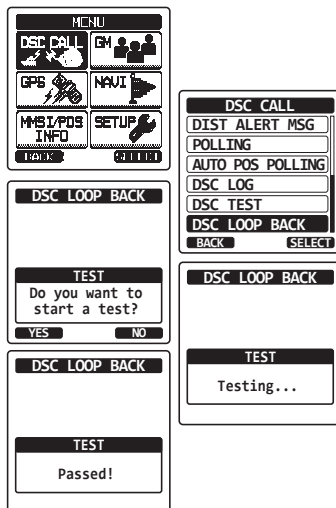 MENU
DSC CALL
GM
GPS
NAVI
MMSI/POS
INFO
SETUP
BACK
DSC CALL
DIST ALERT MSG
POLLING
AUTO POS POLLING
DSC LOG
DSC TEST
DSC LOOP BACK
BACK SELECT
DSC LOOP BACK
TEST
Do you want to
start a test?
YES NO
DSC LOOP BACK
TEST
Testing...
DSC LOOP BACK
TEST
Passed!